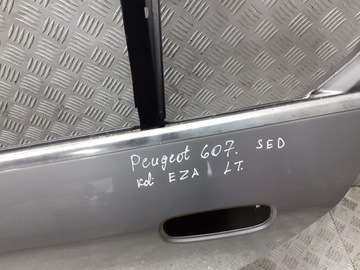 Peugeot 607. SED
kol: EZA LT.